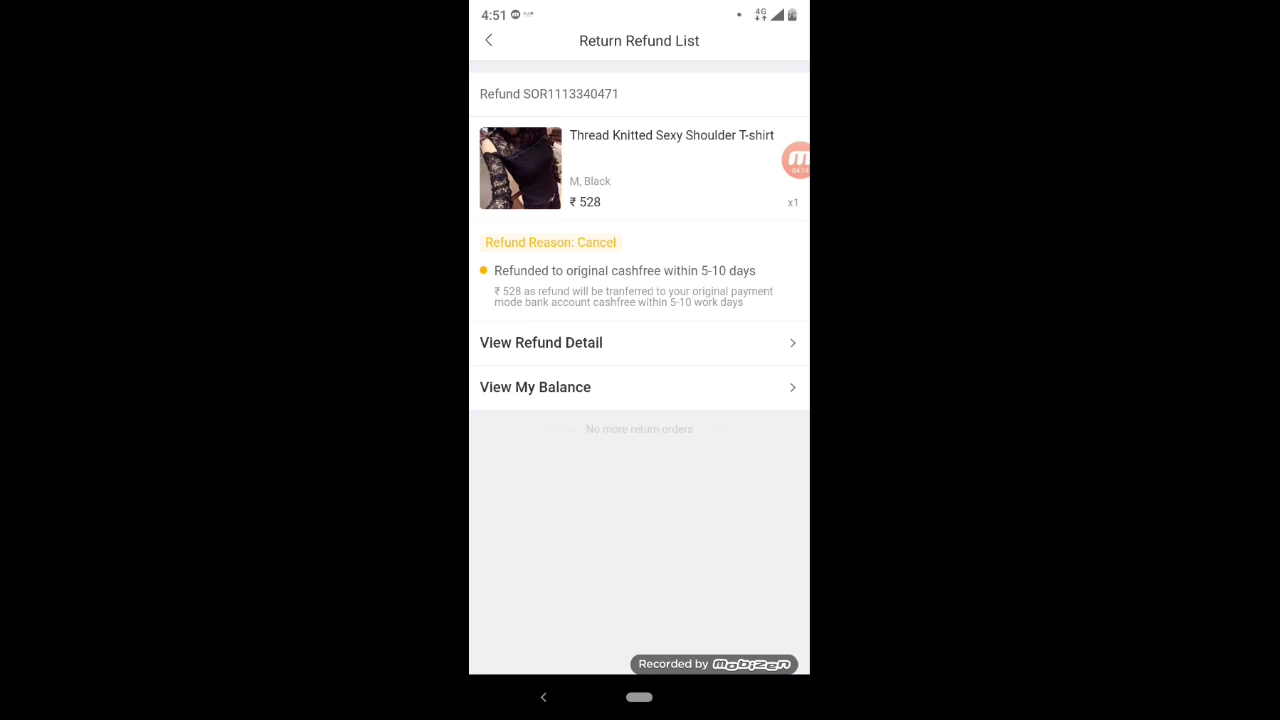 4:51
4G
Return Refund List
Refund SOR1113340471
Thread Knitted Sexy Shoulder T-shirt
04:14
M, Black
₹ 528
x1
Refund Reason: Cancel
Refunded to original cashfree within 5-10 days
₹ 528 as refund will be tranferred to your original payment
mode bank account cashfree within 5-10 work days
View Refund Detail
View My Balance
No more return orders
Recorded by mobizen